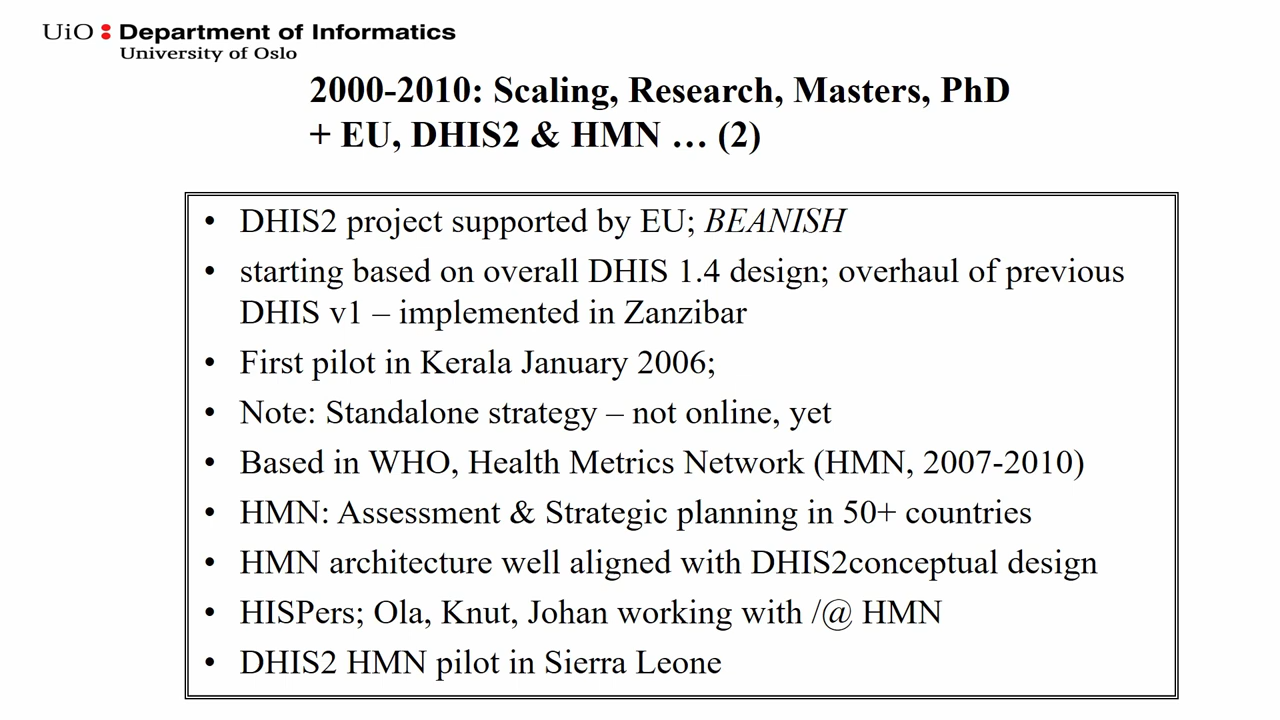 UiO : Department of Informatics
University of Oslo
2000-2010: Scaling, Research, Masters, PhD
+ EU, DHIS2 & HMN … (2)
• DHIS2 project supported by EU; BEANISH
• starting based on overall DHIS 1.4 design; overhaul of previous
DHIS v1 – implemented in Zanzibar
• First pilot in Kerala January 2006;
• Note: Standalone strategy – not online, yet
• Based in WHO, Health Metrics Network (HMN, 2007-2010)
• HMN: Assessment & Strategic planning in 50+ countries
• HMN architecture well aligned with DHIS2conceptual design
• HISPers; Ola, Knut, Johan working with /@ HMN
• DHIS2 HMN pilot in Sierra Leone